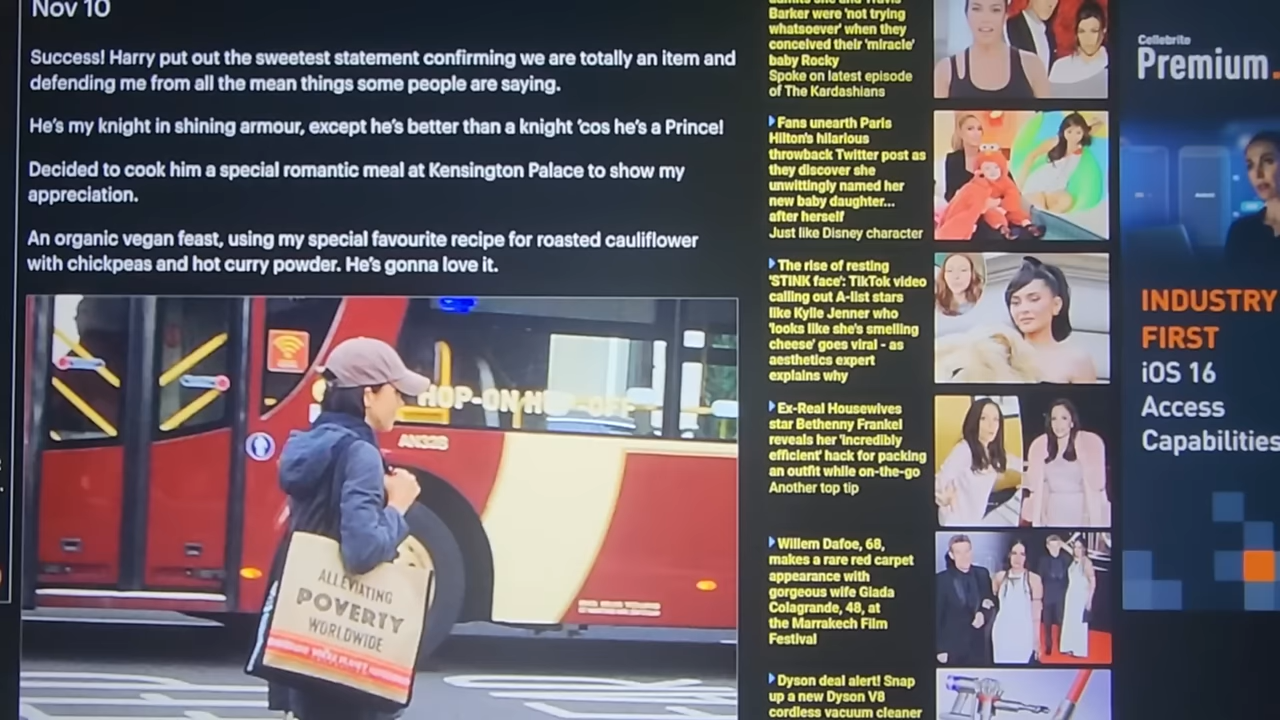 Nov 10
Success! Harry put out the sweetest statement confirming we are totally an item and
defending me from all the mean things some people are saying.
He's my knight in shining armour, except he's better than a knight 'cos he's a Prince!
Decided to cook him a special romantic meal at Kensington Palace to show my
appreciation.
An organic vegan feast, using my special favourite recipe for roasted cauliflower
with chickpeas and hot curry powder. He's gonna love it.
HOP-ON HOP-OFF
AN338
ALLEVIATING
POVERTY
WORLDWIDE
Barker were 'not trying
whatsoever' when they
conceived their 'miracle'
baby Rocky
Spoke on latest episode
of The Kardashians
Fans unearth Paris
Hilton's hilarious
throwback Twitter post as
they discover she
unwittingly named her
new baby daughter...
after herself
Just like Disney character
The rise of resting
'STINK face': TikTok video
calling out A-list stars
like Kylie Jenner who
'looks like she's smelling
cheese' goes viral - as
aesthetics expert
explains why
Ex-Real Housewives
star Bethenny Frankel
reveals her 'incredibly
efficient' hack for packing
an outfit while on-the-go
Another top tip
Willem Dafoe, 68,
makes a rare red carpet
appearance with
gorgeous wife Giada
Colagrande, 48, at
the Marrakech Film
Festival
Dyson deal alert! Snap
up a new Dyson V8
cordless vacuum cleaner
Cellebrite
Premium.
INDUSTRY
FIRST
iOS 16
Access
Capabilities